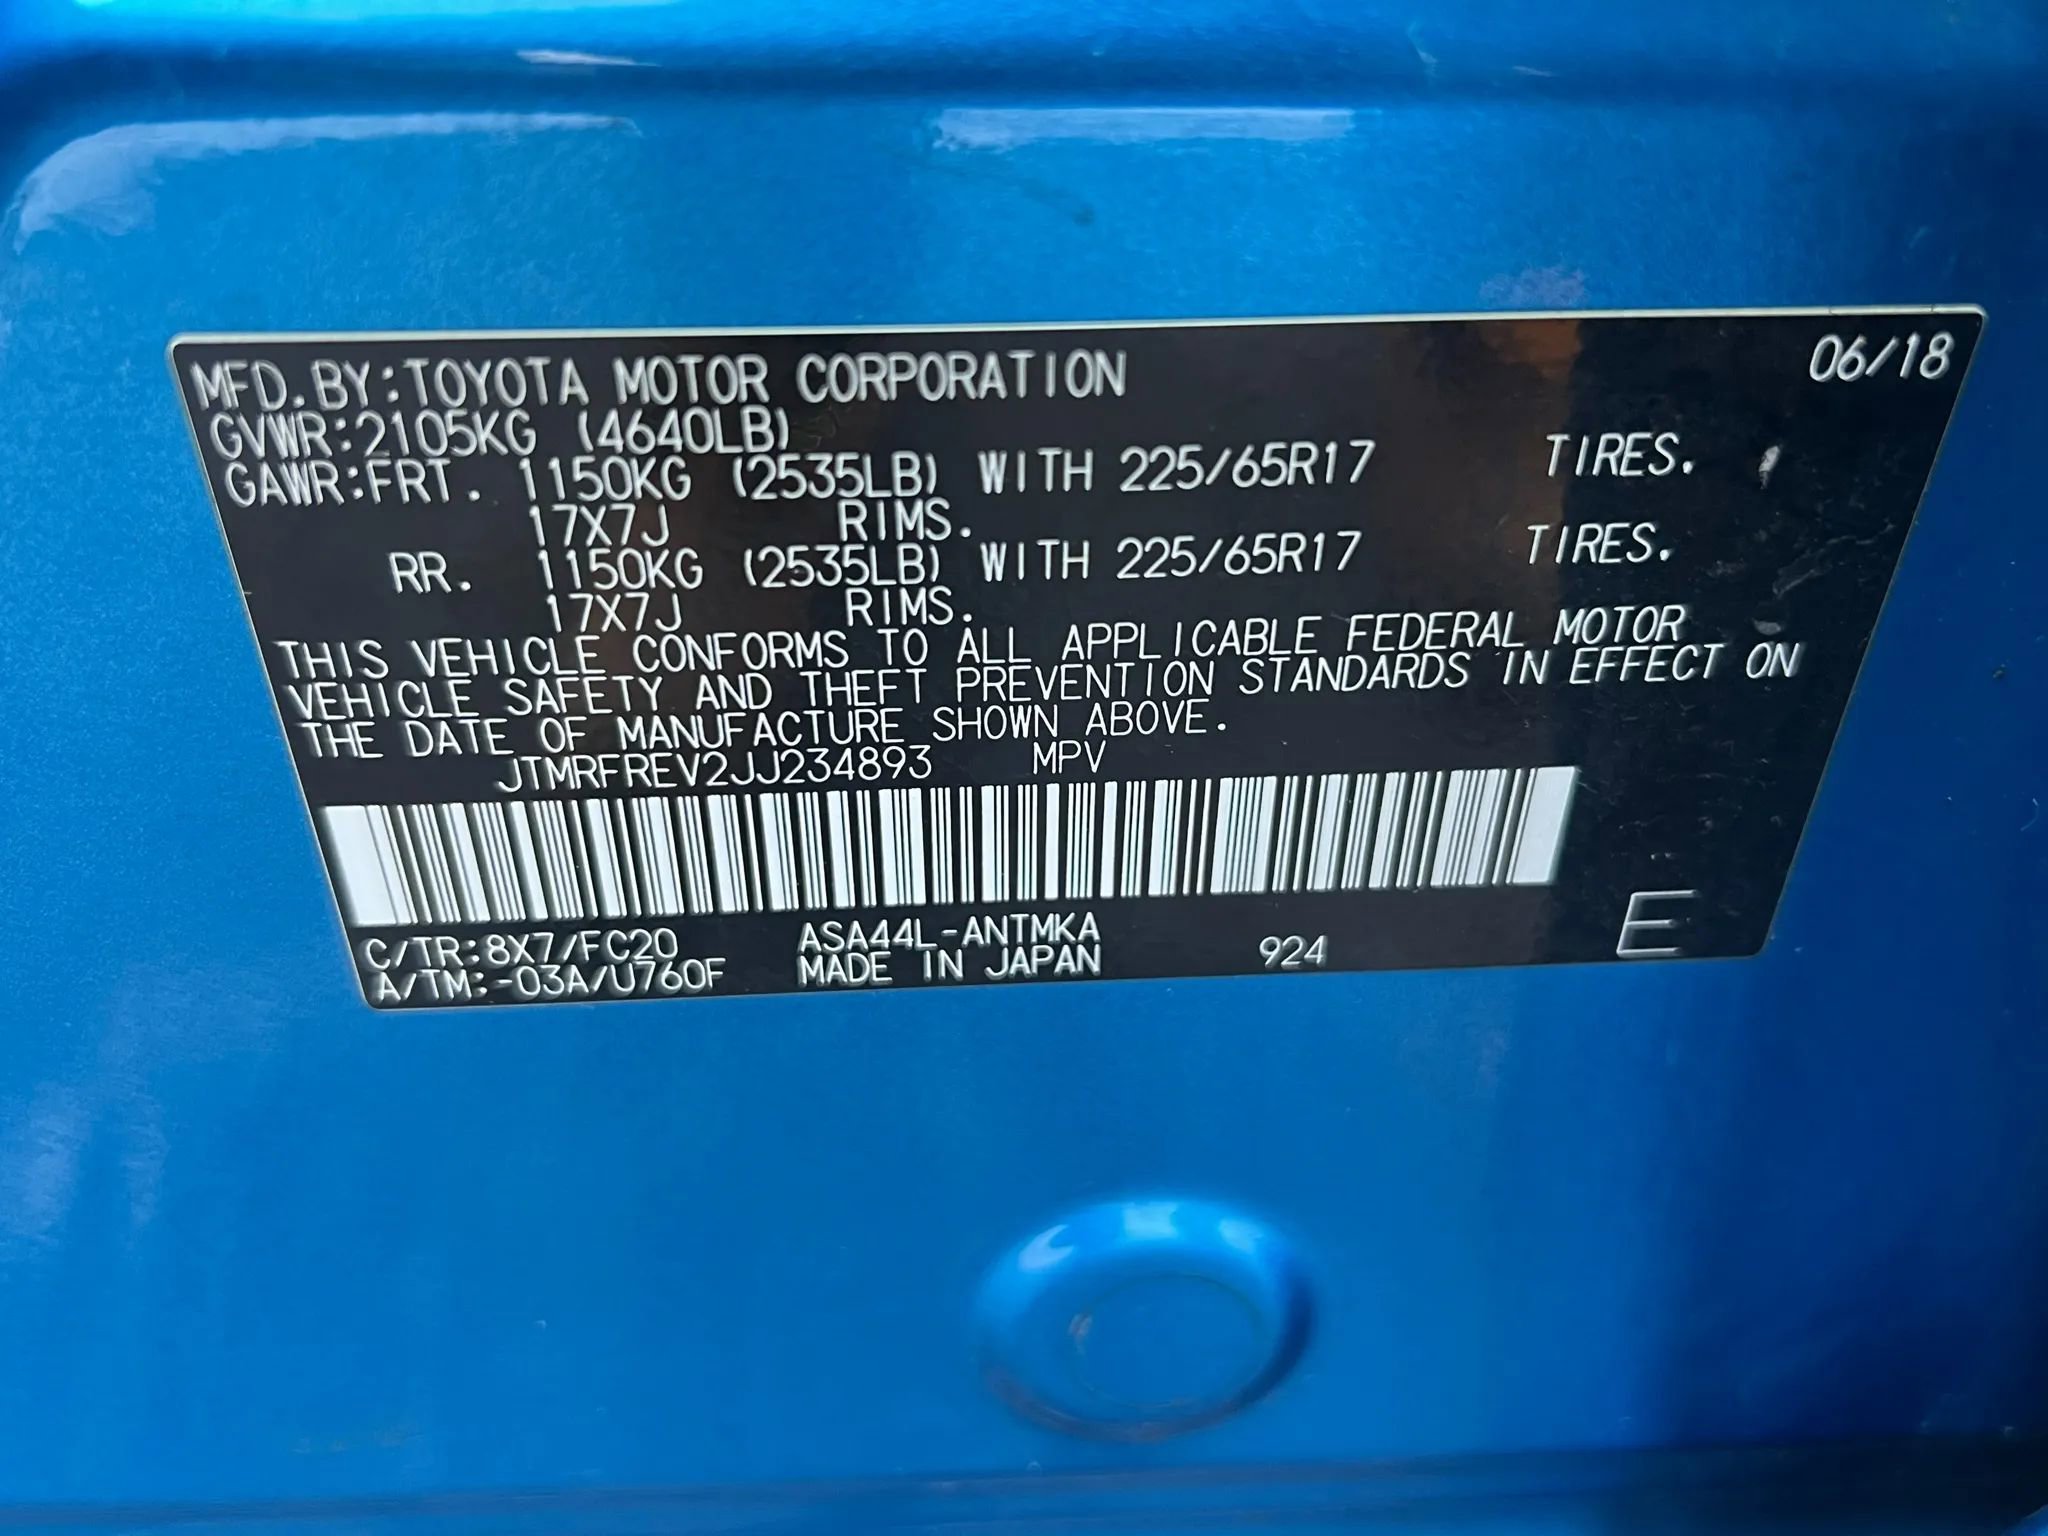 MFD.BY:TOYOTA MOTOR CORPORATION 06/18
GVWR:2105KG (4640LB)
GAWR:FRT. 1150KG (2535LB) WITH 225/65R17 TIRES.
17X7J RIMS.
RR. 1150KG (2535LB) WITH 225/65R17 TIRES.
17X7J RIMS.
THIS VEHICLE CONFORMS TO ALL APPLICABLE FEDERAL MOTOR
VEHICLE SAFETY AND THEFT PREVENTION STANDARDS IN EFFECT ON
THE DATE OF MANUFACTURE SHOWN ABOVE.
JTMRFREV2JJ234893 MPV
C/TR:8X7/FC20 ASA44L-ANTMKA
A/TM:-03A/U760F MADE IN JAPAN 924 E